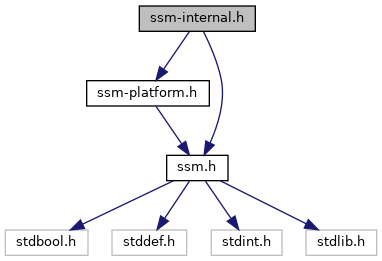 ssm-internal.h
ssm-platform.h
ssm.h
stdbool.h
stddef.h
stdint.h
stdlib.h